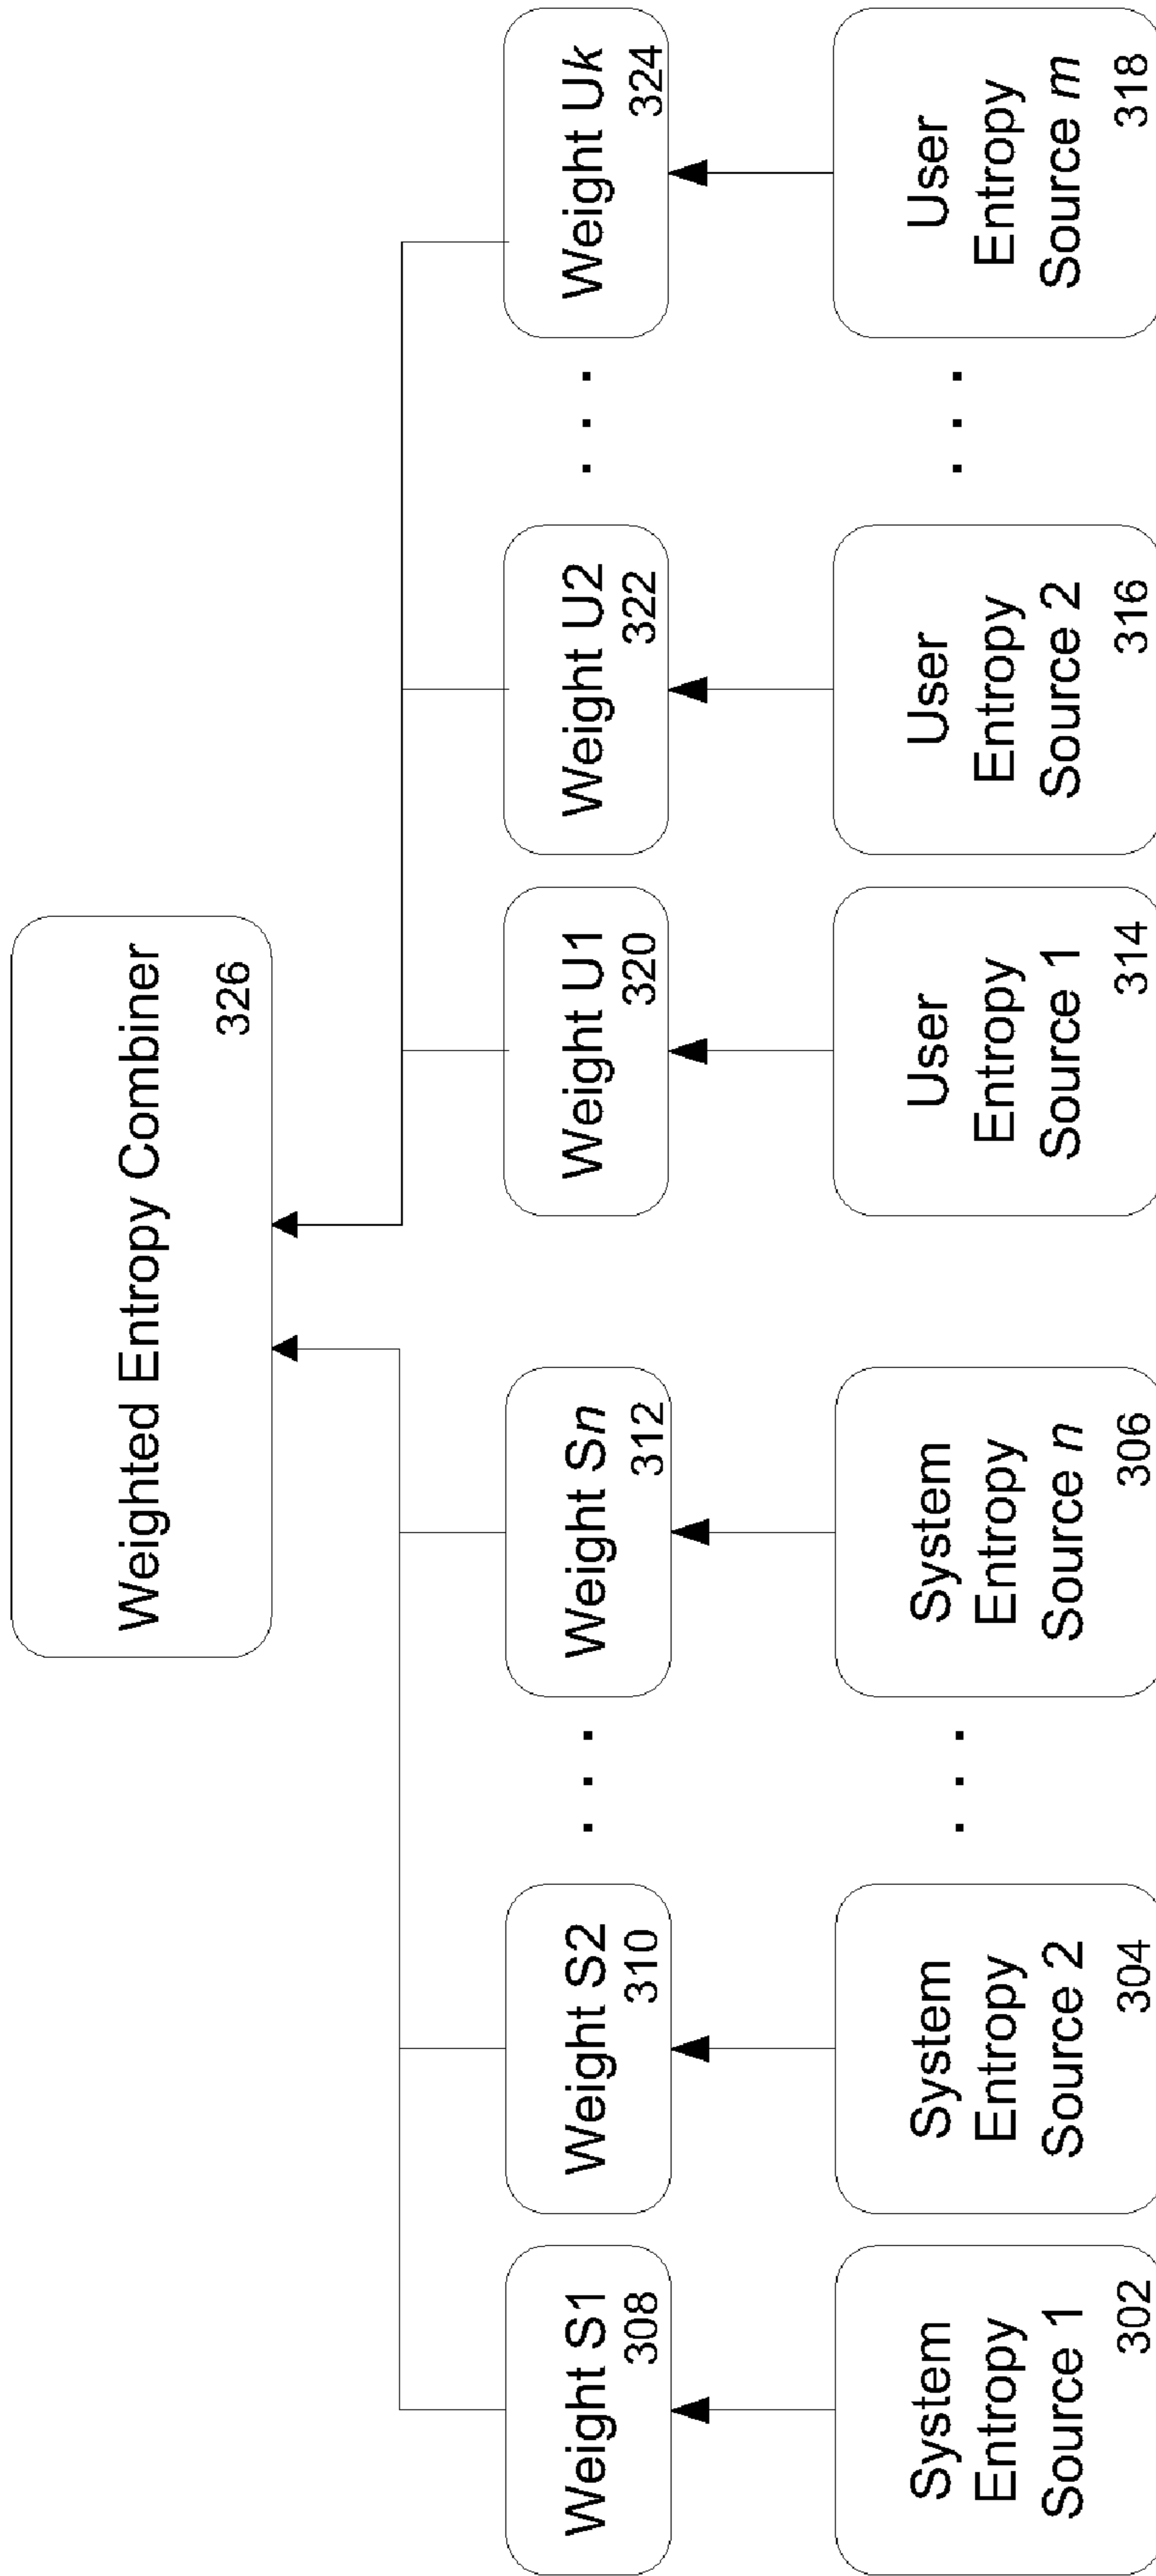 Weighted Entropy Combiner
326
Weight S1
308
Weight S2
310
. . .
Weight Sn
312
Weight U1
320
Weight U2
322
. . .
Weight Uk
324
System
Entropy
Source 1
302
System
Entropy
Source 2
304
. . .
System
Entropy
Source n
306
User
Entropy
Source 1
314
User
Entropy
Source 2
316
. . .
User
Entropy
Source m
318